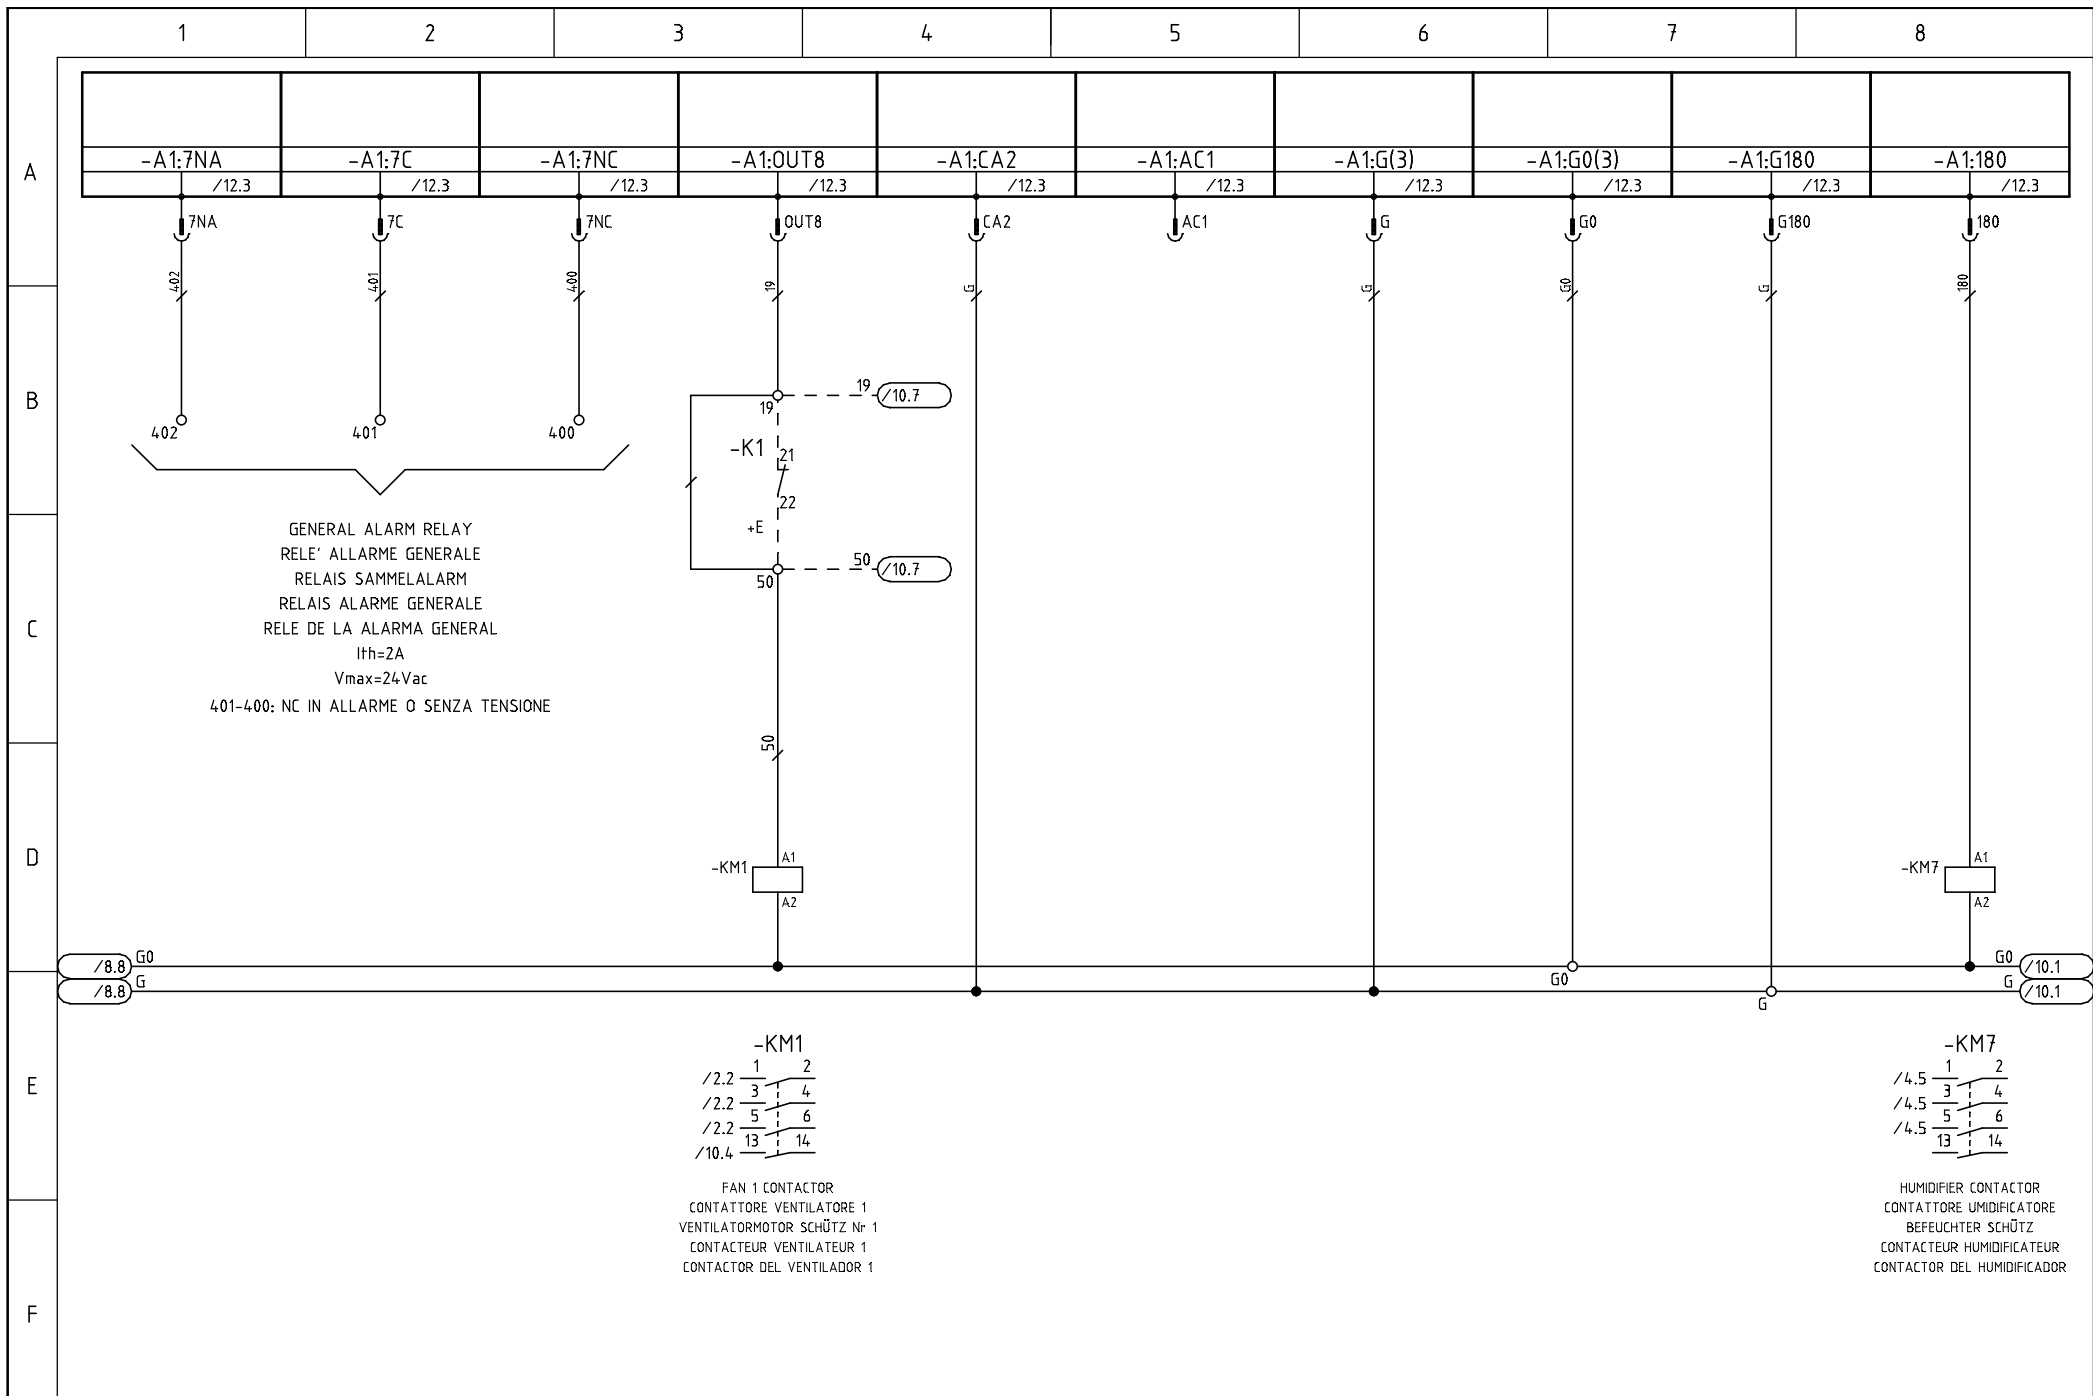 1 2 3 4 5 6 7 8
A
-A1:7NA -A1:7C -A1:7NC -A1:OUT8 -A1:CA2 -A1:AC1 -A1:G(3) -A1:G0(3) -A1:G180 -A1:180
/12.3 /12.3 /12.3 /12.3 /12.3 /12.3 /12.3 /12.3 /12.3 /12.3
7NA 7C 7NC OUT8 CA2 AC1 G G0 G180 180
402 401 400 19 G G G0 G 180
B
19 /10.7
19
402 401 400
-K1
21
22
+E
50 /10.7
50
GENERAL ALARM RELAY
RELE' ALLARME GENERALE
RELAIS SAMMELALARM
RELAIS ALARME GENERALE
RELE DE LA ALARMA GENERAL
Ith=2A
Vmax=24Vac
401-400: NC IN ALLARME O SENZA TENSIONE
C
50
D
-KM1 A1
A2
-KM7 A1
A2
/8.8 G0 G0 G0 /10.1
/8.8 G G G /10.1
E
-KM1
1 2
/2.2
3 4
/2.2
5 6
/2.2
13 14
/10.4
FAN 1 CONTACTOR
CONTATTORE VENTILATORE 1
VENTILATORMOTOR SCHÜTZ Nr 1
CONTACTEUR VENTILATEUR 1
CONTACTOR DEL VENTILADOR 1
-KM7
1 2
/4.5
3 4
/4.5
5 6
/4.5
13 14
HUMIDIFIER CONTACTOR
CONTATTORE UMIDIFICATORE
BEFEUCHTER SCHÜTZ
CONTACTEUR HUMIDIFICATEUR
CONTACTOR DEL HUMIDIFICADOR
F